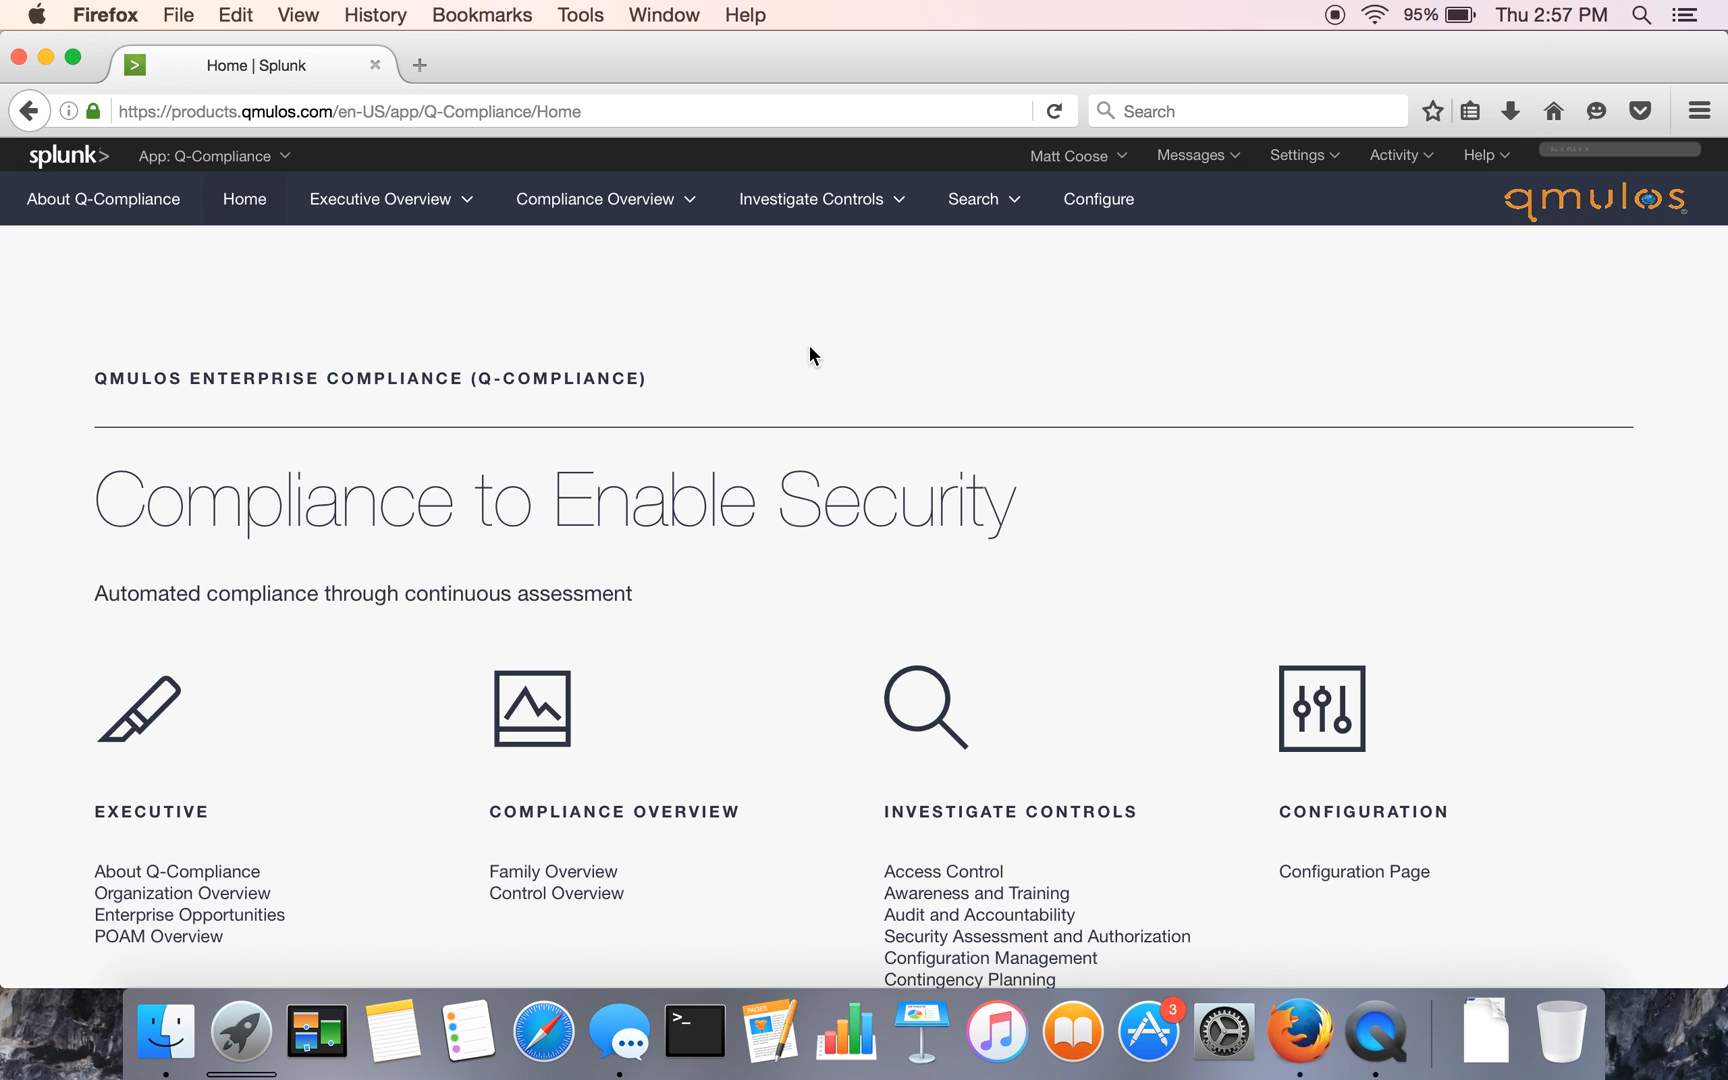 Firefox File Edit View History Bookmarks Tools Window Help 95% Thu 2:57 PM
Home | Splunk
https://products.qmulos.com/en-US/app/Q-Compliance/Home Search
splunk> App: Q-Compliance Matt Coose Messages Settings Activity Help
About Q-Compliance Home Executive Overview Compliance Overview Investigate Controls Search Configure qmulos
QMULOS ENTERPRISE COMPLIANCE (Q-COMPLIANCE)
Compliance to Enable Security
Automated compliance through continuous assessment
EXECUTIVE
About Q-Compliance
Organization Overview
Enterprise Opportunities
POAM Overview
COMPLIANCE OVERVIEW
Family Overview
Control Overview
INVESTIGATE CONTROLS
Access Control
Awareness and Training
Audit and Accountability
Security Assessment and Authorization
Configuration Management
Contingency Planning
CONFIGURATION
Configuration Page
>_
PAGES
3